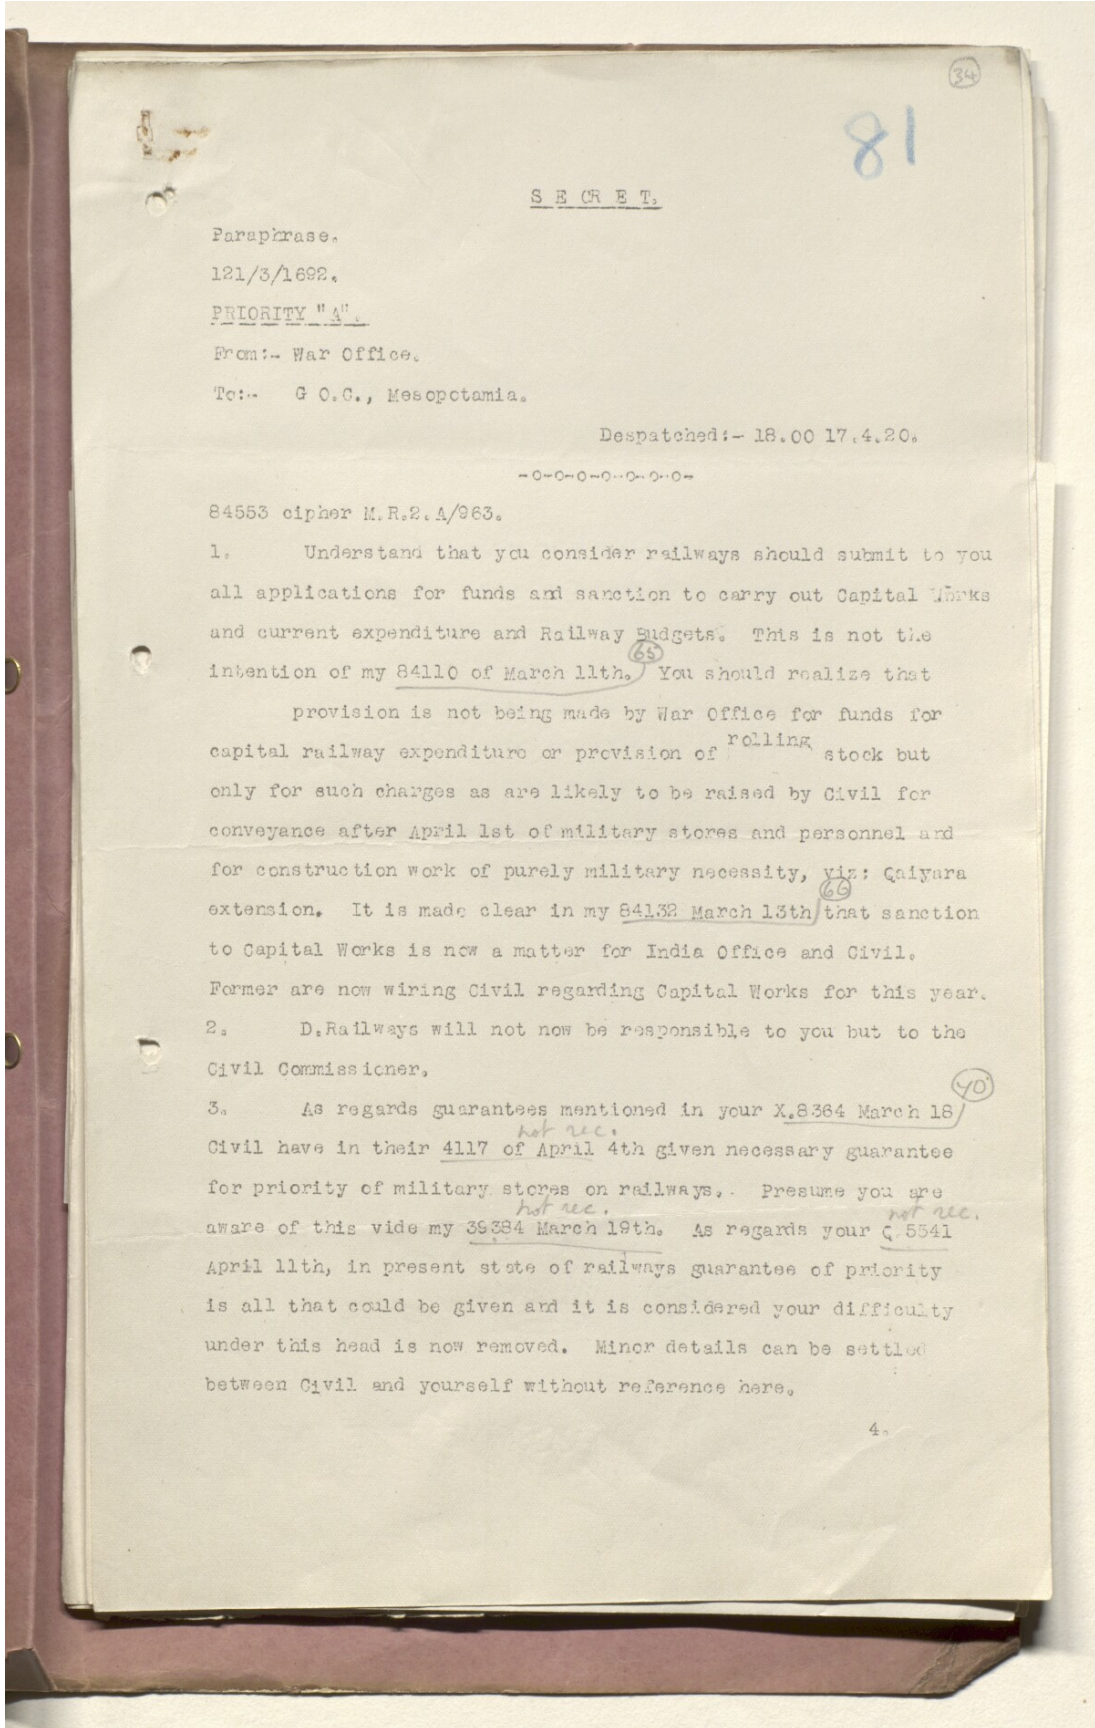 34
81
S E CR E T.
Paraphrase.
121/3/1692.
PRIORITY "A".
From:- War Office.
To:- G O.C., Mesopotamia.
Despatched:- 18.00 17.4.20.
-o-o-o-o-o-o-o-
84553 cipher M.R.2.A/963.
1. Understand that you consider railways should submit to you
all applications for funds and sanction to carry out Capital Works
and current expenditure and Railway Budgets. This is not the
65
intention of my 84110 of March 11th. You should realize that
provision is not being made by War Office for funds for
rolling
capital railway expenditure or provision of stock but
only for such charges as are likely to be raised by Civil for
conveyance after April 1st of military stores and personnel and
for construction work of purely military necessity, viz: Qaiyara
66
extension. It is made clear in my 84132 March 13th that sanction
to Capital Works is now a matter for India Office and Civil.
Former are now wiring Civil regarding Capital Works for this year.
2. D.Railways will not now be responsible to you but to the
Civil Commissioner.
40
3. As regards guarantees mentioned in your X.8364 March 18
not rec.
Civil have in their 4117 of April 4th given necessary guarantee
for priority of military stores on railways. Presume you are
not rec. not rec.
aware of this vide my 39384 March 19th. As regards your Q.5541
April 11th, in present state of railways guarantee of priority
is all that could be given and it is considered your difficulty
under this head is now removed. Minor details can be settled
between Civil and yourself without reference here.
4.